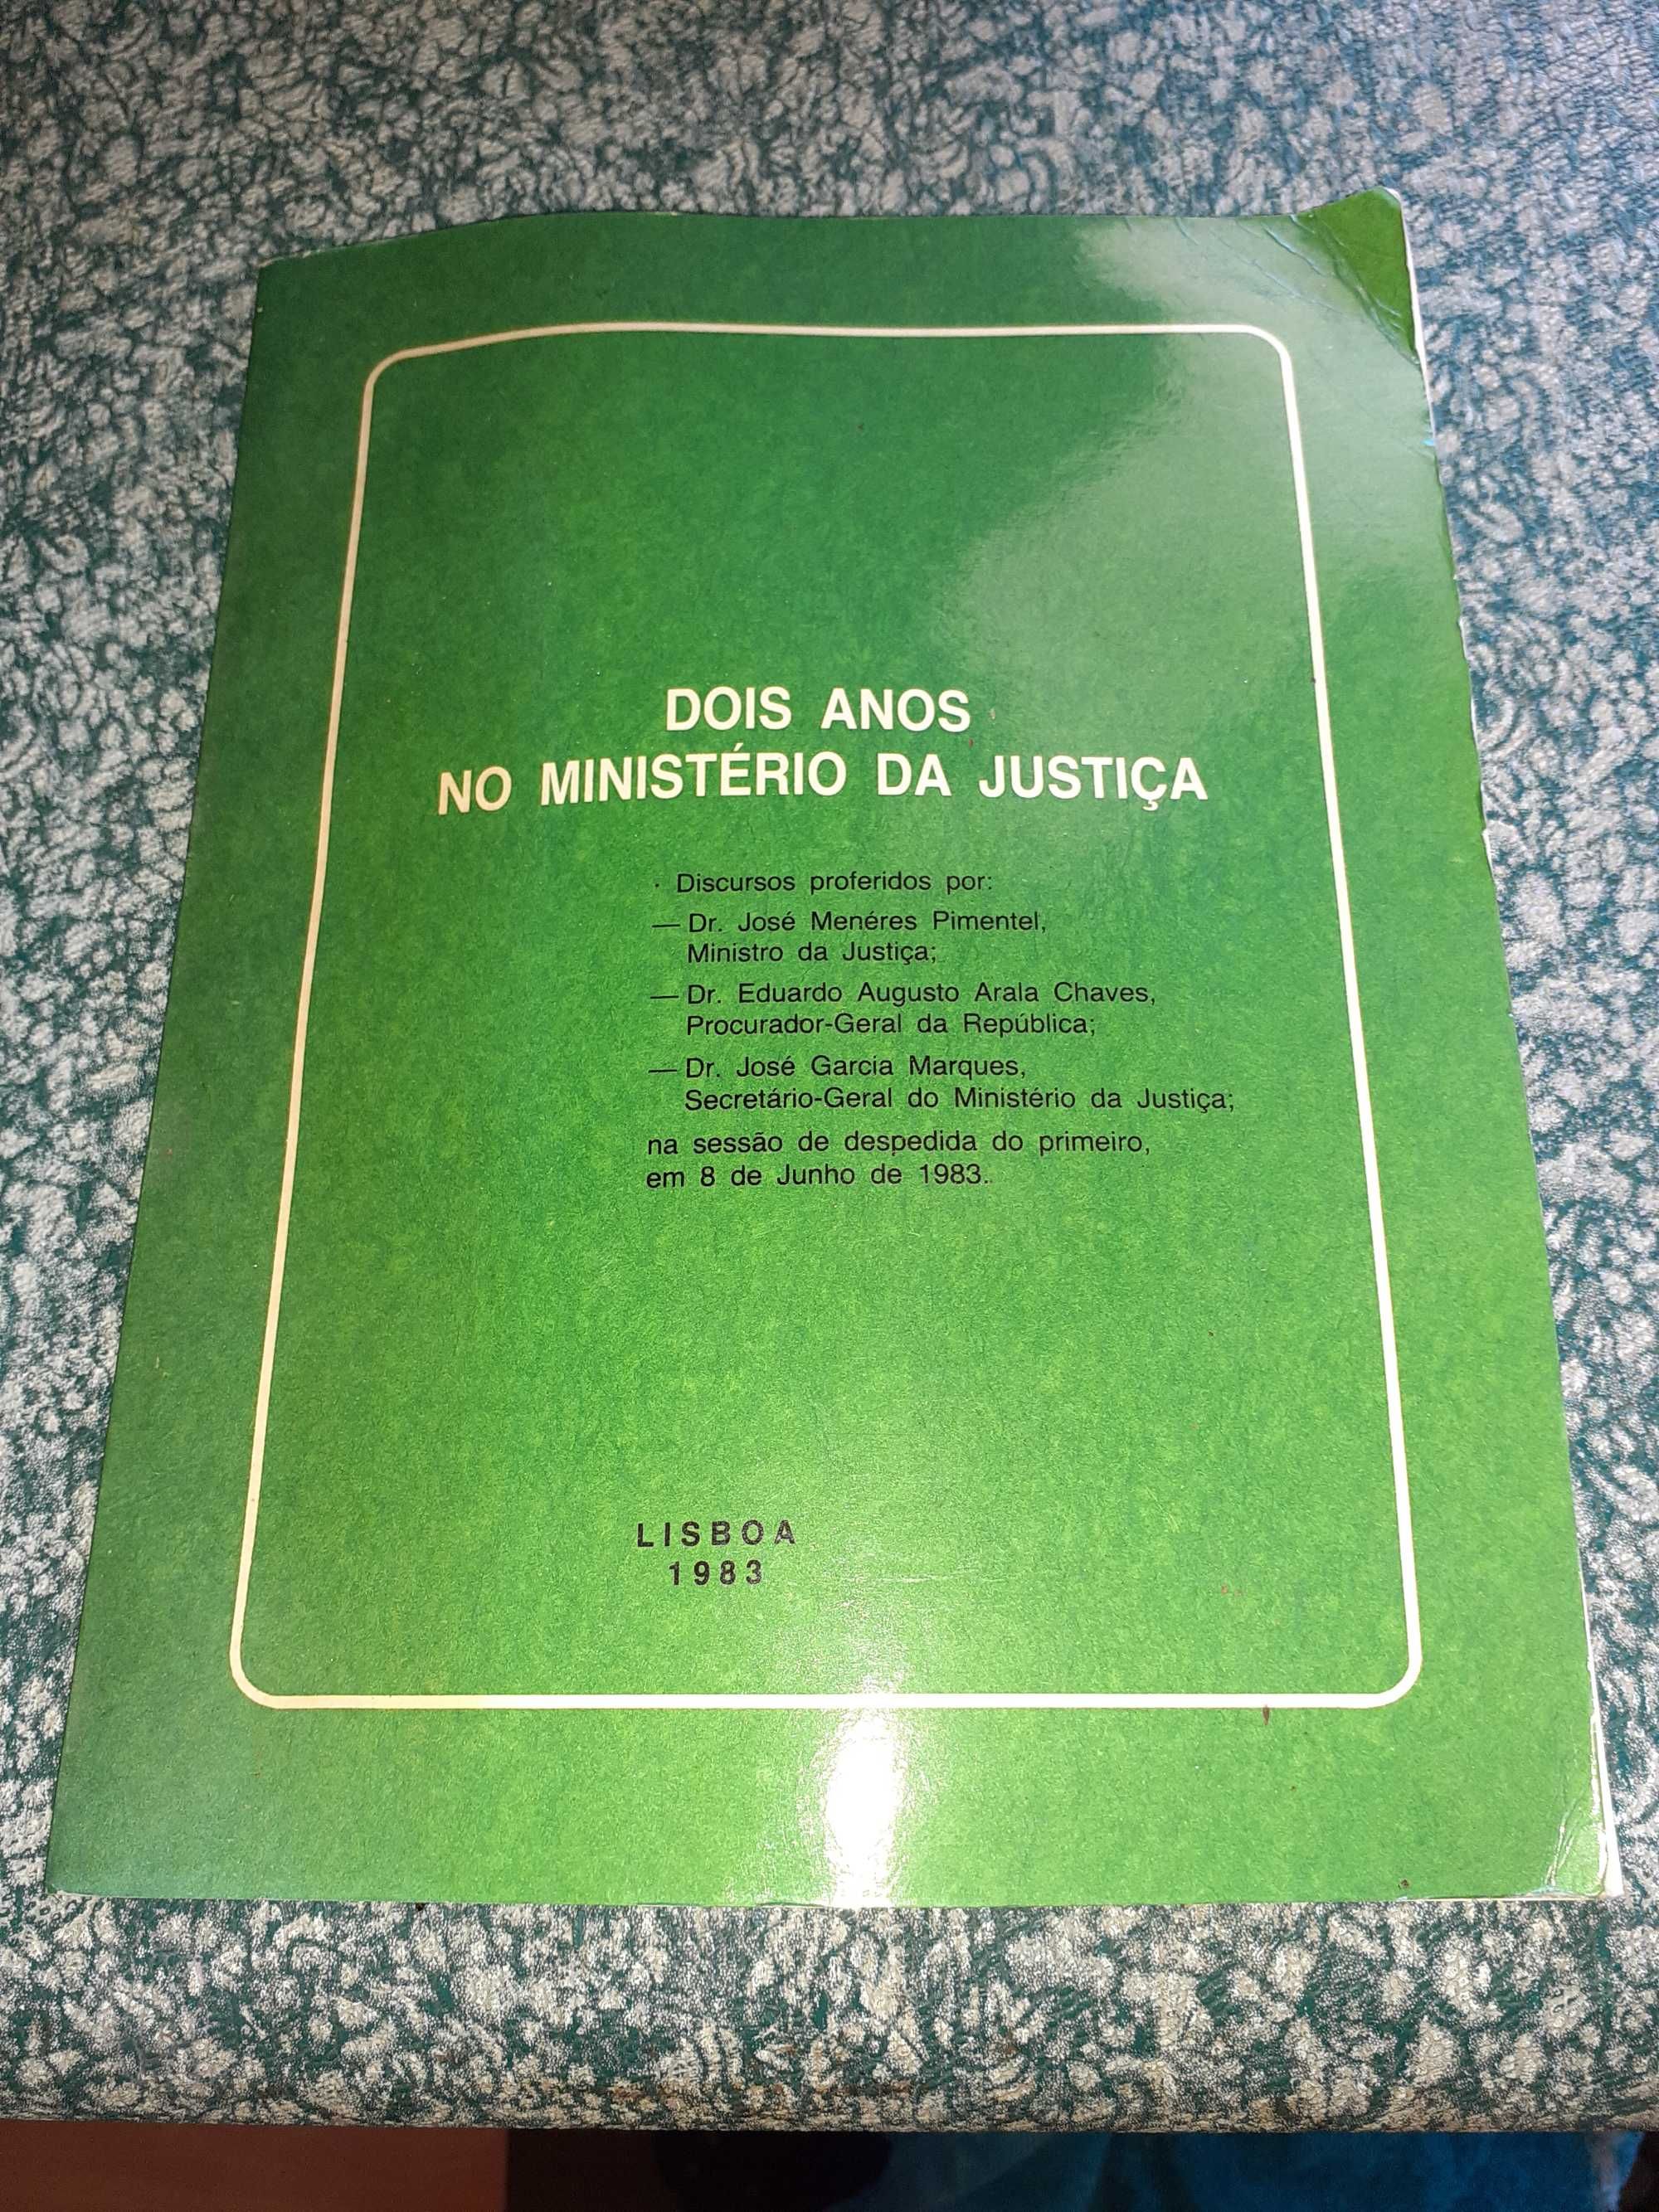 DOIS ANOS
NO MINISTÉRIO DA JUSTIÇA
· Discursos proferidos por:
— Dr. José Menéres Pimentel,
Ministro da Justiça;
— Dr. Eduardo Augusto Arala Chaves,
Procurador-Geral da República;
— Dr. José Garcia Marques,
Secretário-Geral do Ministério da Justiça;
na sessão de despedida do primeiro,
em 8 de Junho de 1983.
LISBOA
1983